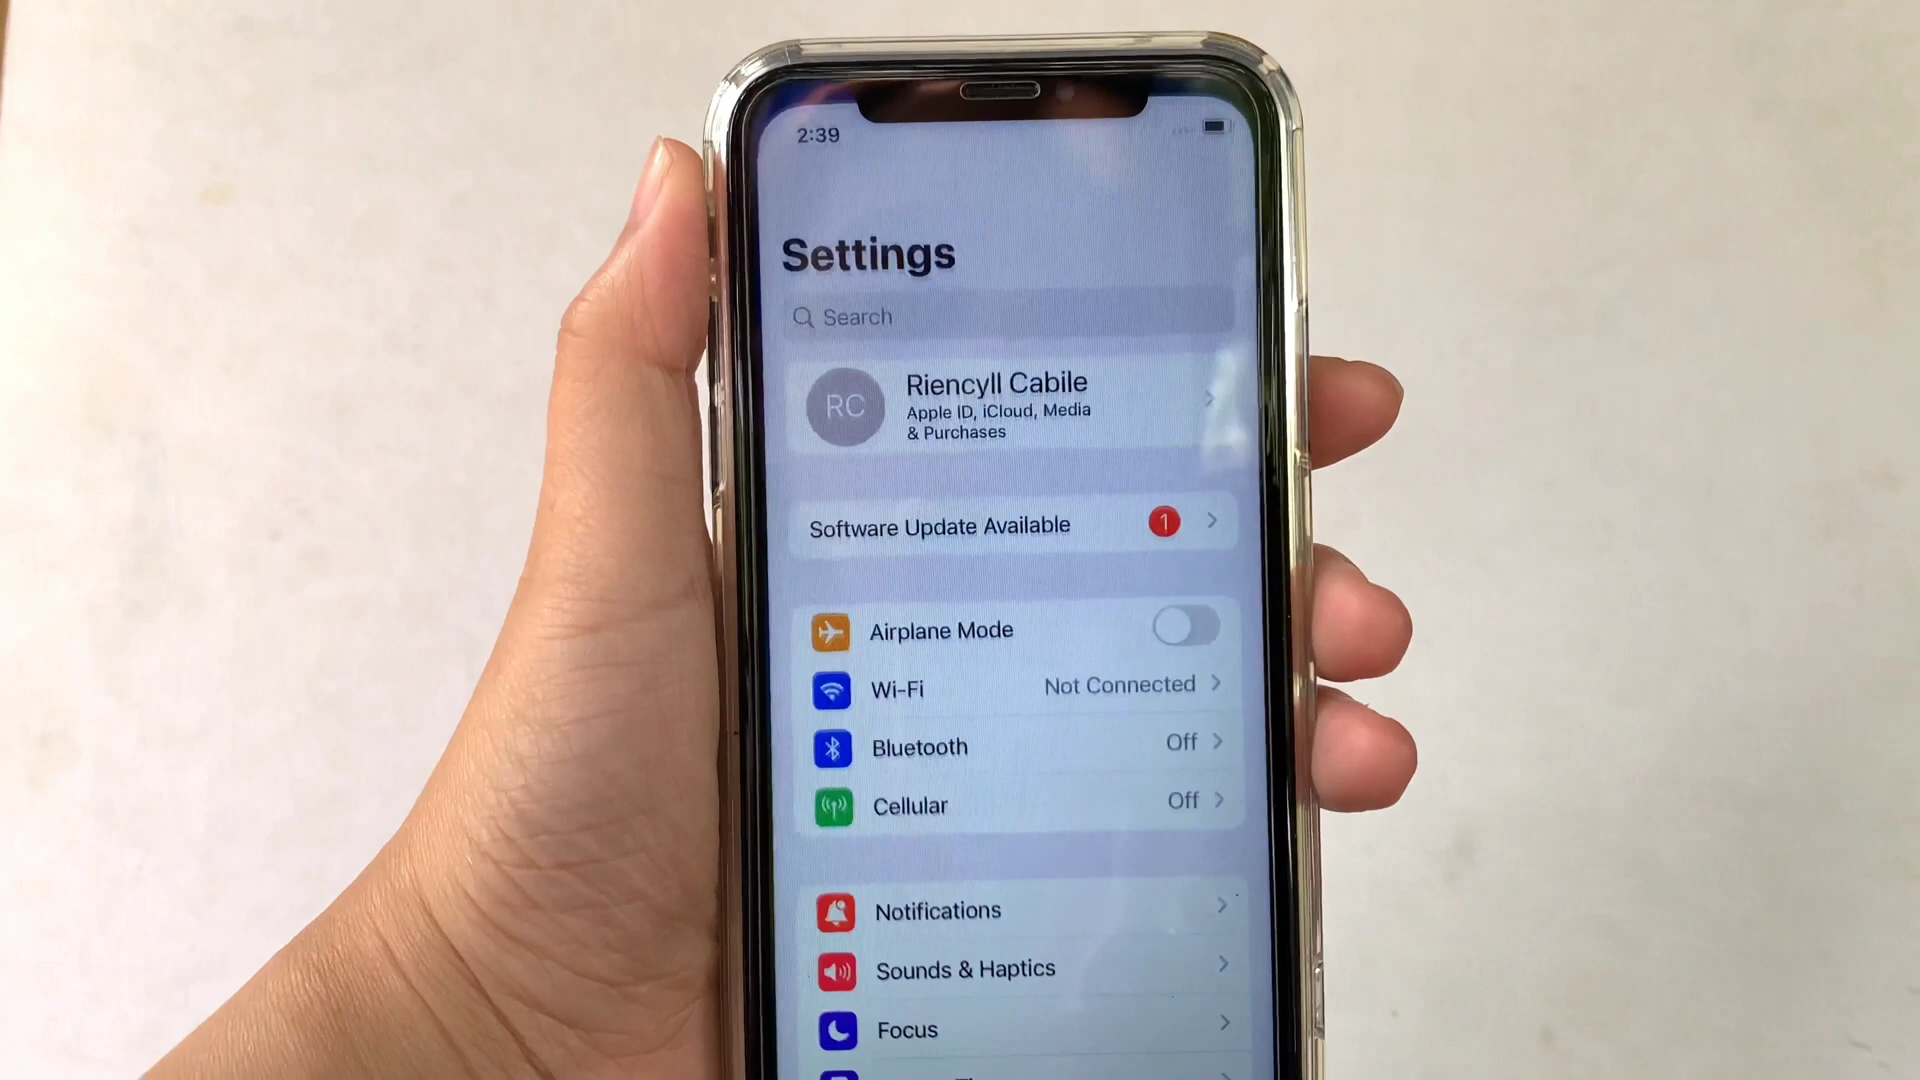 2:39
Settings
Search
RC
Riencyll Cabile
Apple ID, iCloud, Media
& Purchases
Software Update Available 1
Airplane Mode
Wi-Fi Not Connected
Bluetooth Off
Cellular Off
Notifications
Sounds & Haptics
Focus